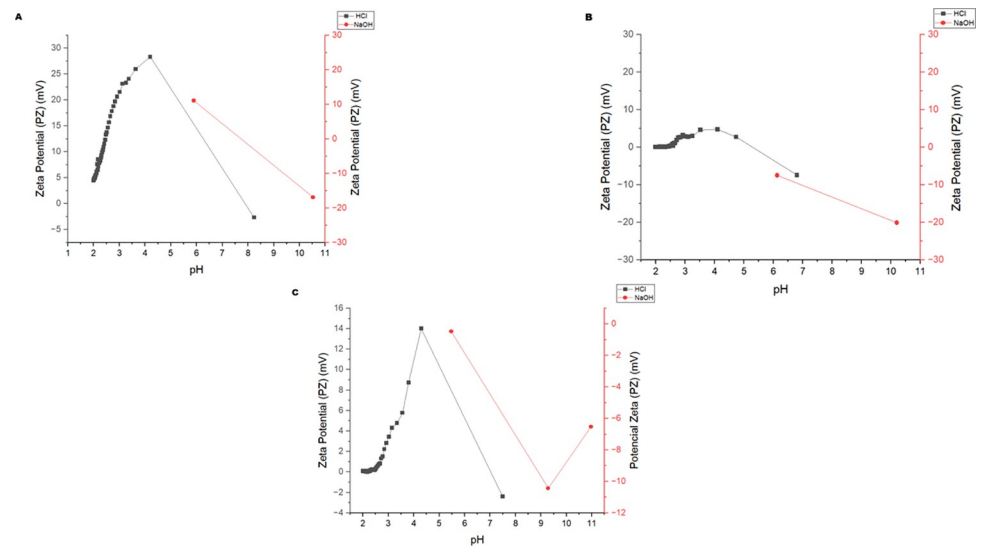 A
HCl
NaOH
Zeta Potential (PZ) (mV)
30
25
20
15
10
5
0
−5
1 2 3 4 5 6 7 8 9 10 11
pH
30
20
10
0
−10
−20
−30
Zeta Potential (PZ) (mV)
B
HCl
NaOH
Zeta Potential (PZ) (mV)
30
20
10
0
−10
−20
−30
2 3 4 5 6 7 8 9 10 11
pH
30
20
10
0
−10
−20
−30
Zeta Potential (PZ) (mV)
C
HCl
NaOH
Zeta Potential (PZ) (mV)
16
14
12
10
8
6
4
2
0
−2
−4
2 3 4 5 6 7 8 9 10 11
pH
0
−2
−4
−6
−8
−10
−12
Potencial Zeta (PZ) (mV)